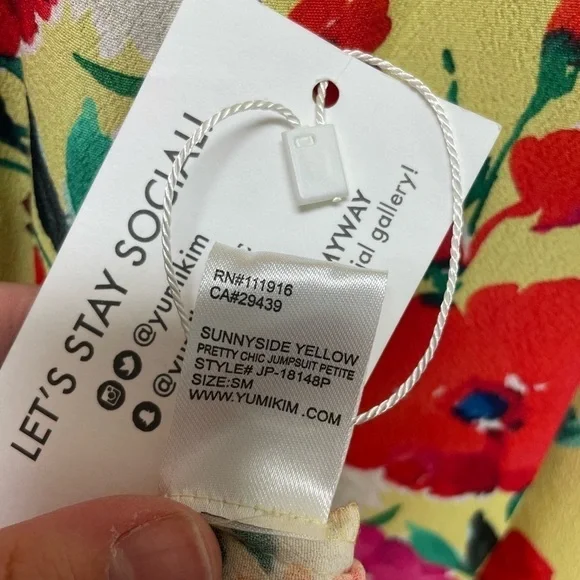 LET'S STAY SOCIAL!
@yumikim
MYWAY
gallery!
RN#111916
CA#29439
SUNNYSIDE YELLOW
PRETTY CHIC JUMPSUIT PETITE
STYLE# JP-18148P
SIZE:SM
WWW.YUMIKIM .COM